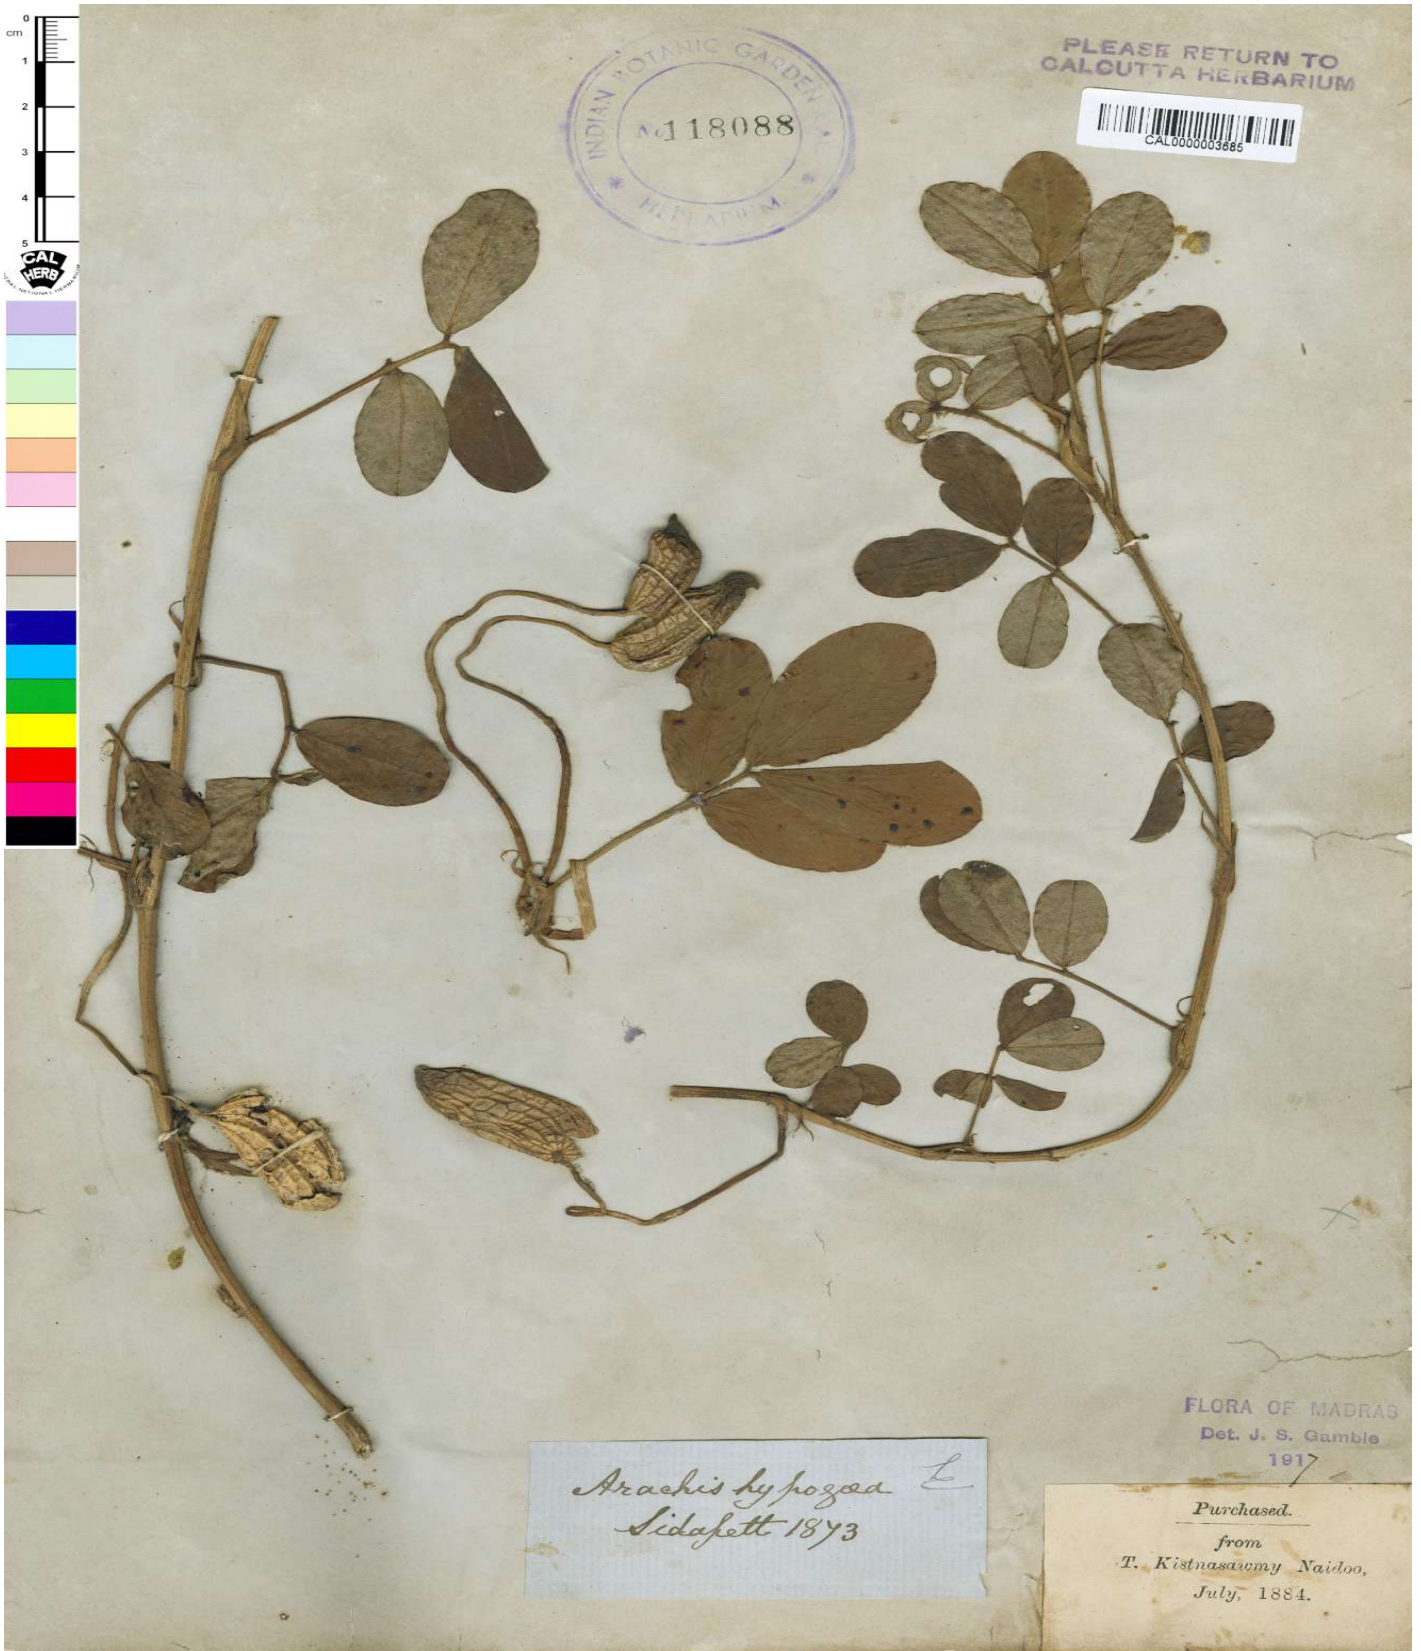 0
cm
1
2
3
4
5
CAL
HERB
INDIAN BOTANIC GARDEN
HERBARIUM
No 118088
PLEASE RETURN TO
CALCUTTA HERBARIUM
CAL0000003685
FLORA OF MADRAS
Det. J. S. Gamble
1917
Arachis hypogæa L
Sidapett 1873
Purchased.
from
T. Kistnasawmy Naidoo,
July, 1884.